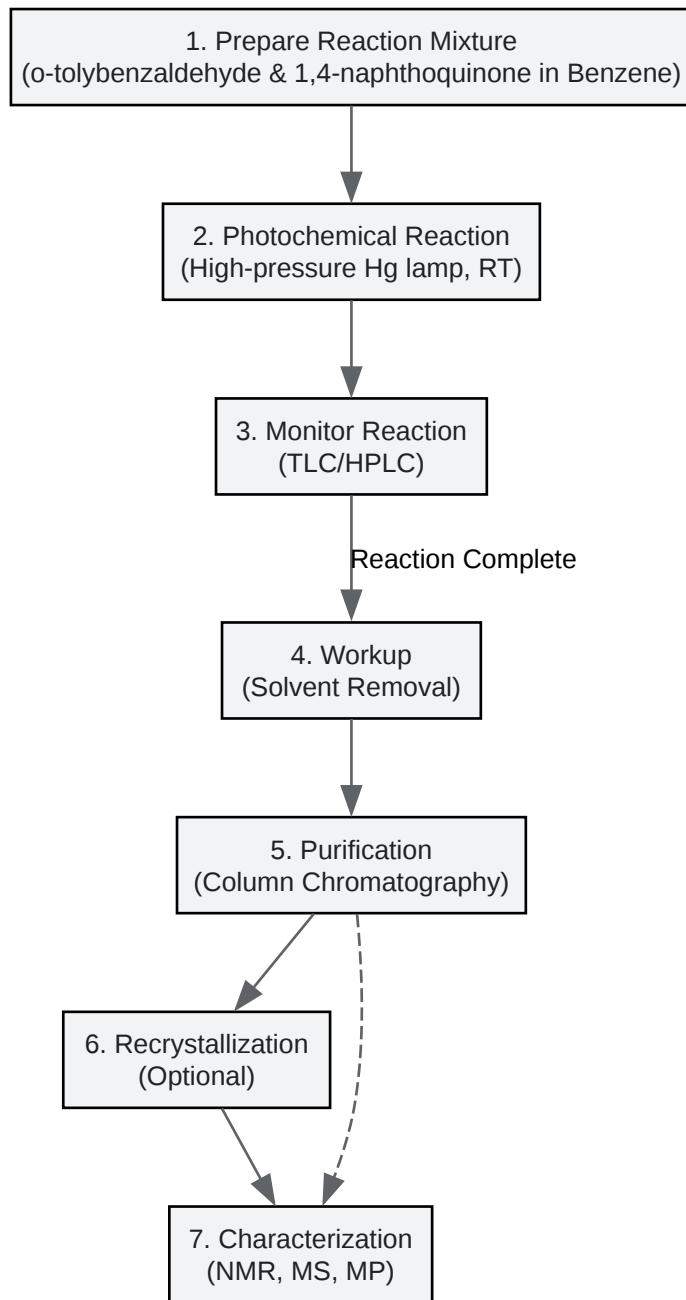 1. Prepare Reaction Mixture
(o-tolybenzaldehyde & 1,4-naphthoquinone in Benzene)
2. Photochemical Reaction
(High-pressure Hg lamp, RT)
3. Monitor Reaction
(TLC/HPLC)
Reaction Complete
4. Workup
(Solvent Removal)
5. Purification
(Column Chromatography)
6. Recrystallization
(Optional)
7. Characterization
(NMR, MS, MP)